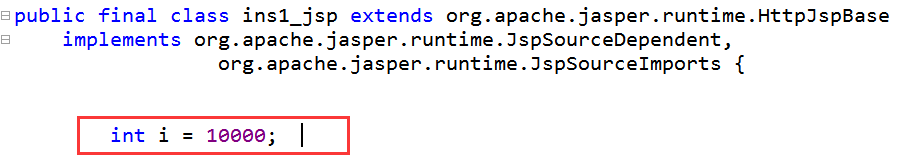 public final class ins1_jsp extends org.apache.jasper.runtime.HttpJspBase
implements org.apache.jasper.runtime.JspSourceDependent,
org.apache.jasper.runtime.JspSourceImports {
int i = 10000;